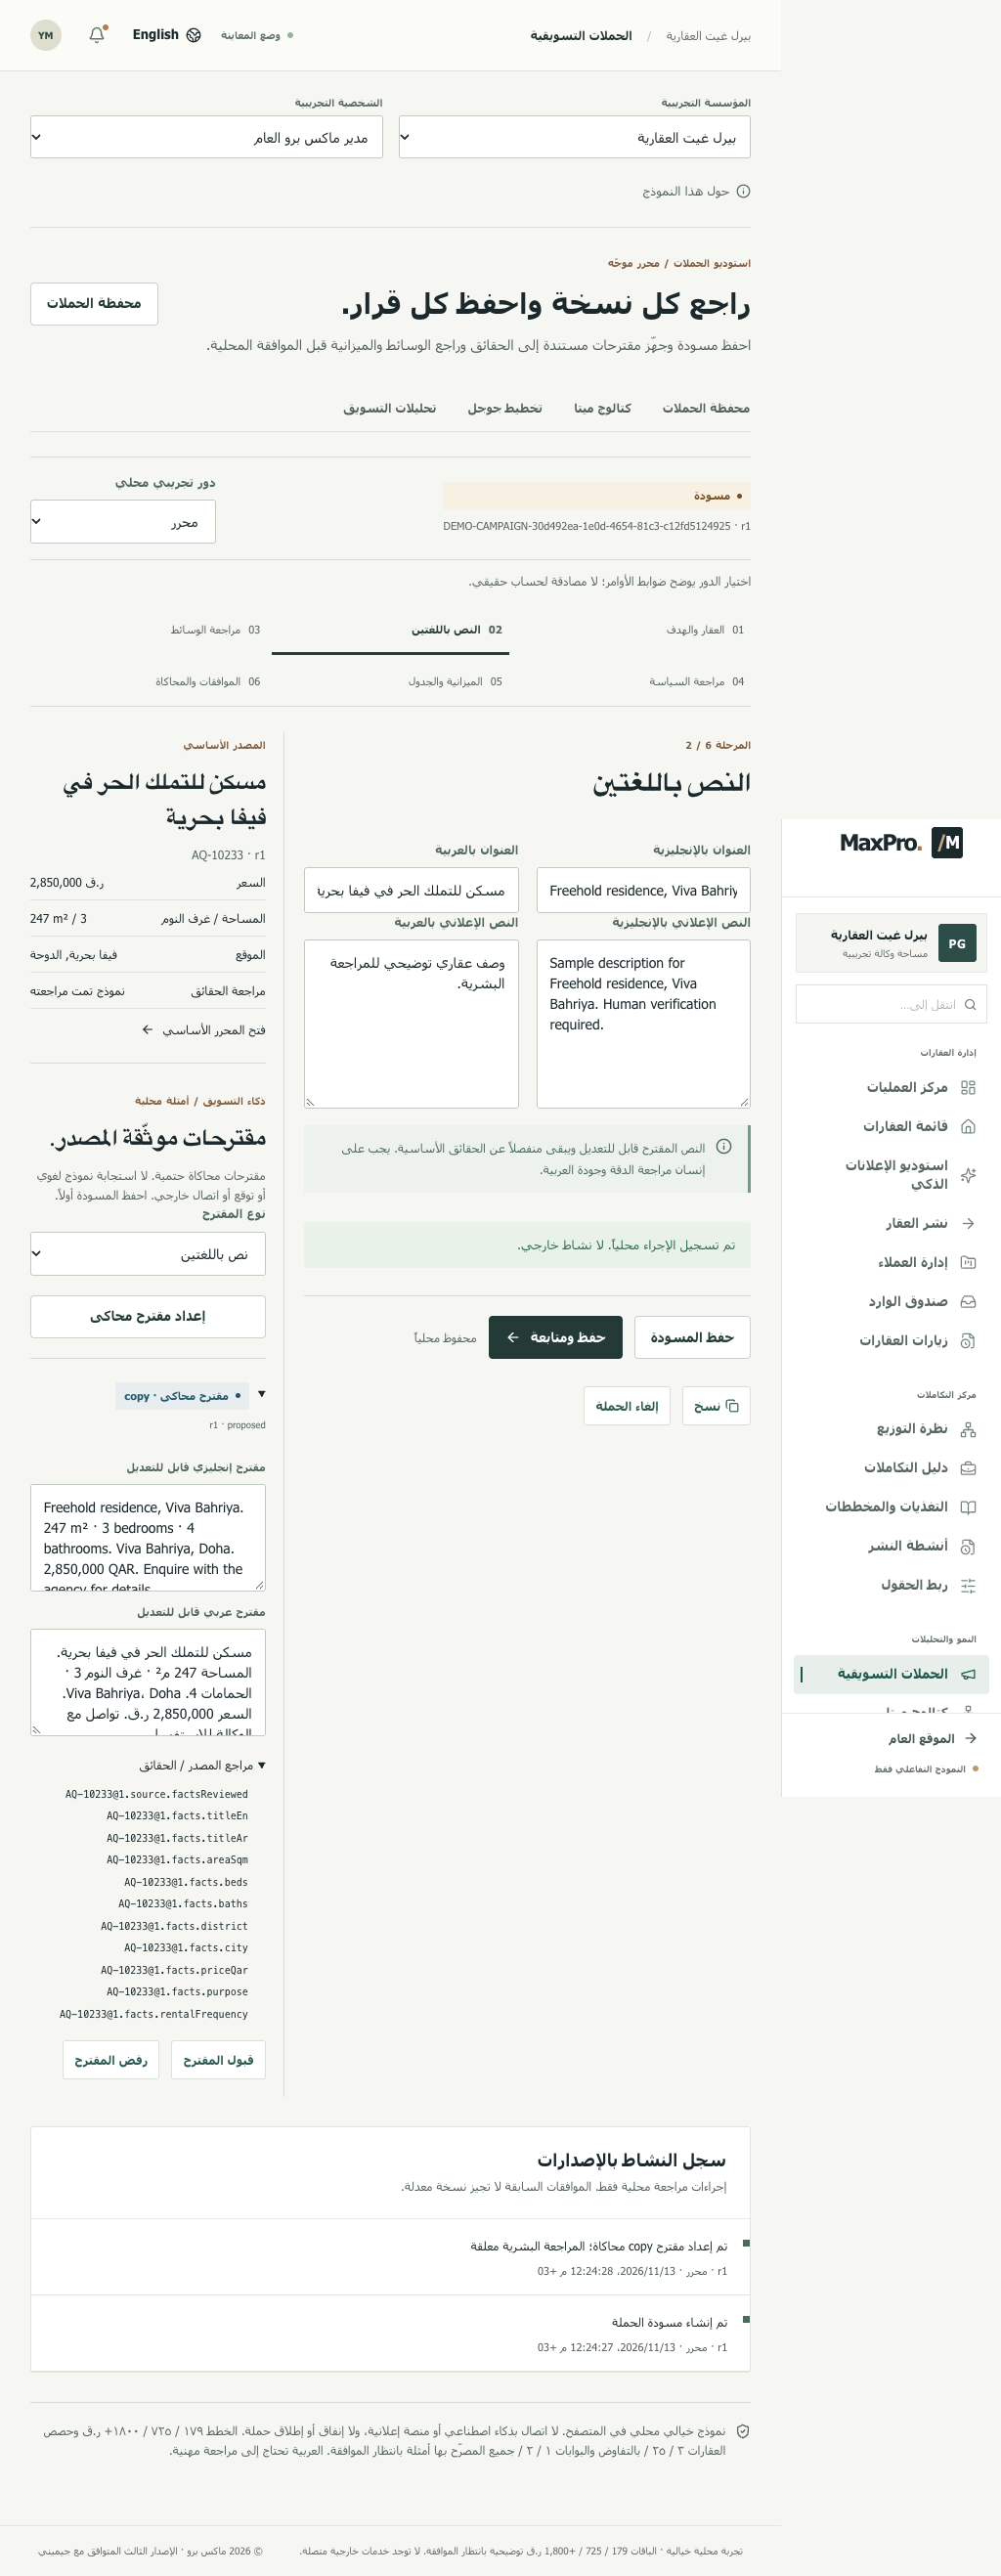 بيرل غيت العقارية / الحملات التسويقية
وضع المعاينة
English
YM
المؤسسة التجريبية
بيرل غيت العقارية
الشخصية التجريبية
مدير ماكس برو العام
حول هذا النموذج
استوديو الحملات / محرر موجّه
راجع كل نسخة واحفظ كل قرار.
احفظ مسودة وجهّز مقترحات مستندة إلى الحقائق وراجع الوسائط والميزانية قبل الموافقة المحلية.
محفظة الحملات
محفظة الحملات
كتالوج ميتا
تخطيط جوجل
تحليلات التسويق
مسودة
DEMO-CAMPAIGN-30d492ea-1e0d-4654-81c3-c12fd5124925 · r1
دور تجريبي محلي
محرر
اختيار الدور يوضح ضوابط الأوامر؛ لا مصادقة لحساب حقيقي.
01 العقار والهدف
02 النص باللغتين
03 مراجعة الوسائط
04 مراجعة السياسة
05 الميزانية والجدول
06 الموافقات والمحاكاة
المرحلة 6 / 2
النص باللغتين
العنوان بالإنجليزية
Freehold residence, Viva Bahriy
العنوان بالعربية
مسكن للتملك الحر في فيفا بحرية
النص الإعلاني بالإنجليزية
Sample description for
Freehold residence, Viva
Bahriya. Human verification
required.
النص الإعلاني بالعربية
وصف عقاري توضيحي للمراجعة
البشرية.
النص المقترح قابل للتعديل ويبقى منفصلاً عن الحقائق الأساسية. يجب على
إنسان مراجعة الدقة وجودة العربية.
تم تسجيل الإجراء محلياً. لا نشاط خارجي.
حفظ المسودة
حفظ ومتابعة
محفوظ محلياً
نسخ
إلغاء الحملة
المصدر الأساسي
مسكن للتملك الحر في
فيفا بحرية
AQ-10233 · r1
السعر
2,850,000 ر.ق
المساحة / غرف النوم
247 m² / 3
الموقع
فيفا بحرية, الدوحة
مراجعة الحقائق
نموذج تمت مراجعته
فتح المحرر الأساسي
ذكاء التسويق / أمثلة محلية
مقترحات موثّقة المصدر.
مقترحات محاكاة حتمية. لا استجابة نموذج لغوي
أو توقع أو اتصال خارجي. احفظ المسودة أولاً.
نوع المقترح
نص باللغتين
إعداد مقترح محاكى
مقترح محاكى · copy
r1 · proposed
مقترح إنجليزي قابل للتعديل
Freehold residence, Viva Bahriya.
247 m² · 3 bedrooms · 4
bathrooms. Viva Bahriya, Doha.
2,850,000 QAR. Enquire with the
agency for details.
مقترح عربي قابل للتعديل
مسكن للتملك الحر في فيفا بحرية.
المساحة 247 م² · غرف النوم 3 ·
الحمامات 4. Viva Bahriya، Doha.
السعر 2,850,000 ر.ق. تواصل مع
الوكالة للاستفسار.
مراجع المصدر / الحقائق
AQ-10233@1.source.factsReviewed
AQ-10233@1.facts.titleEn
AQ-10233@1.facts.titleAr
AQ-10233@1.facts.areaSqm
AQ-10233@1.facts.beds
AQ-10233@1.facts.baths
AQ-10233@1.facts.district
AQ-10233@1.facts.city
AQ-10233@1.facts.priceQar
AQ-10233@1.facts.purpose
AQ-10233@1.facts.rentalFrequency
قبول المقترح
رفض المقترح
سجل النشاط بالإصدارات
إجراءات مراجعة محلية فقط. الموافقات السابقة لا تجيز نسخة معدلة.
تم إعداد مقترح copy محاكاة؛ المراجعة البشرية معلقة
r1 · محرر · 2026/11/13، 12:24:28 م +03
تم إنشاء مسودة الحملة
r1 · محرر · 2026/11/13، 12:24:27 م +03
نموذج خيالي محلي في المتصفح. لا اتصال بذكاء اصطناعي أو منصة إعلانية، ولا إنفاق أو إطلاق حملة. الخطط ١٧٩ / ٧٢٥ / ١٨٠٠+ ر.ق وحصص
العقارات ٣ / ٢٥ / بالتفاوض والبوابات ١ / ٢ / جميع المصرّح بها أمثلة بانتظار الموافقة. العربية تحتاج إلى مراجعة مهنية.
تجربة محلية خيالية · الباقات 179 / 725 / +1,800 ر.ق توضيحية بانتظار الموافقة. لا توجد خدمات خارجية متصلة.
© 2026 ماكس برو · الإصدار الثالث المتوافق مع جيميني
MaxPro. /M
PG
بيرل غيت العقارية
مساحة وكالة تجريبية
انتقل إلى...
إدارة العقارات
مركز العمليات
قائمة العقارات
استوديو الإعلانات
الذكي
نشر العقار
إدارة العملاء
صندوق الوارد
زيارات العقارات
مركز التكاملات
نظرة التوزيع
دليل التكاملات
التغذيات والمخططات
أنشطة النشر
ربط الحقول
النمو والتحليلات
الحملات التسويقية
كتالوج ميتا
الموقع العام
النموذج التفاعلي فقط